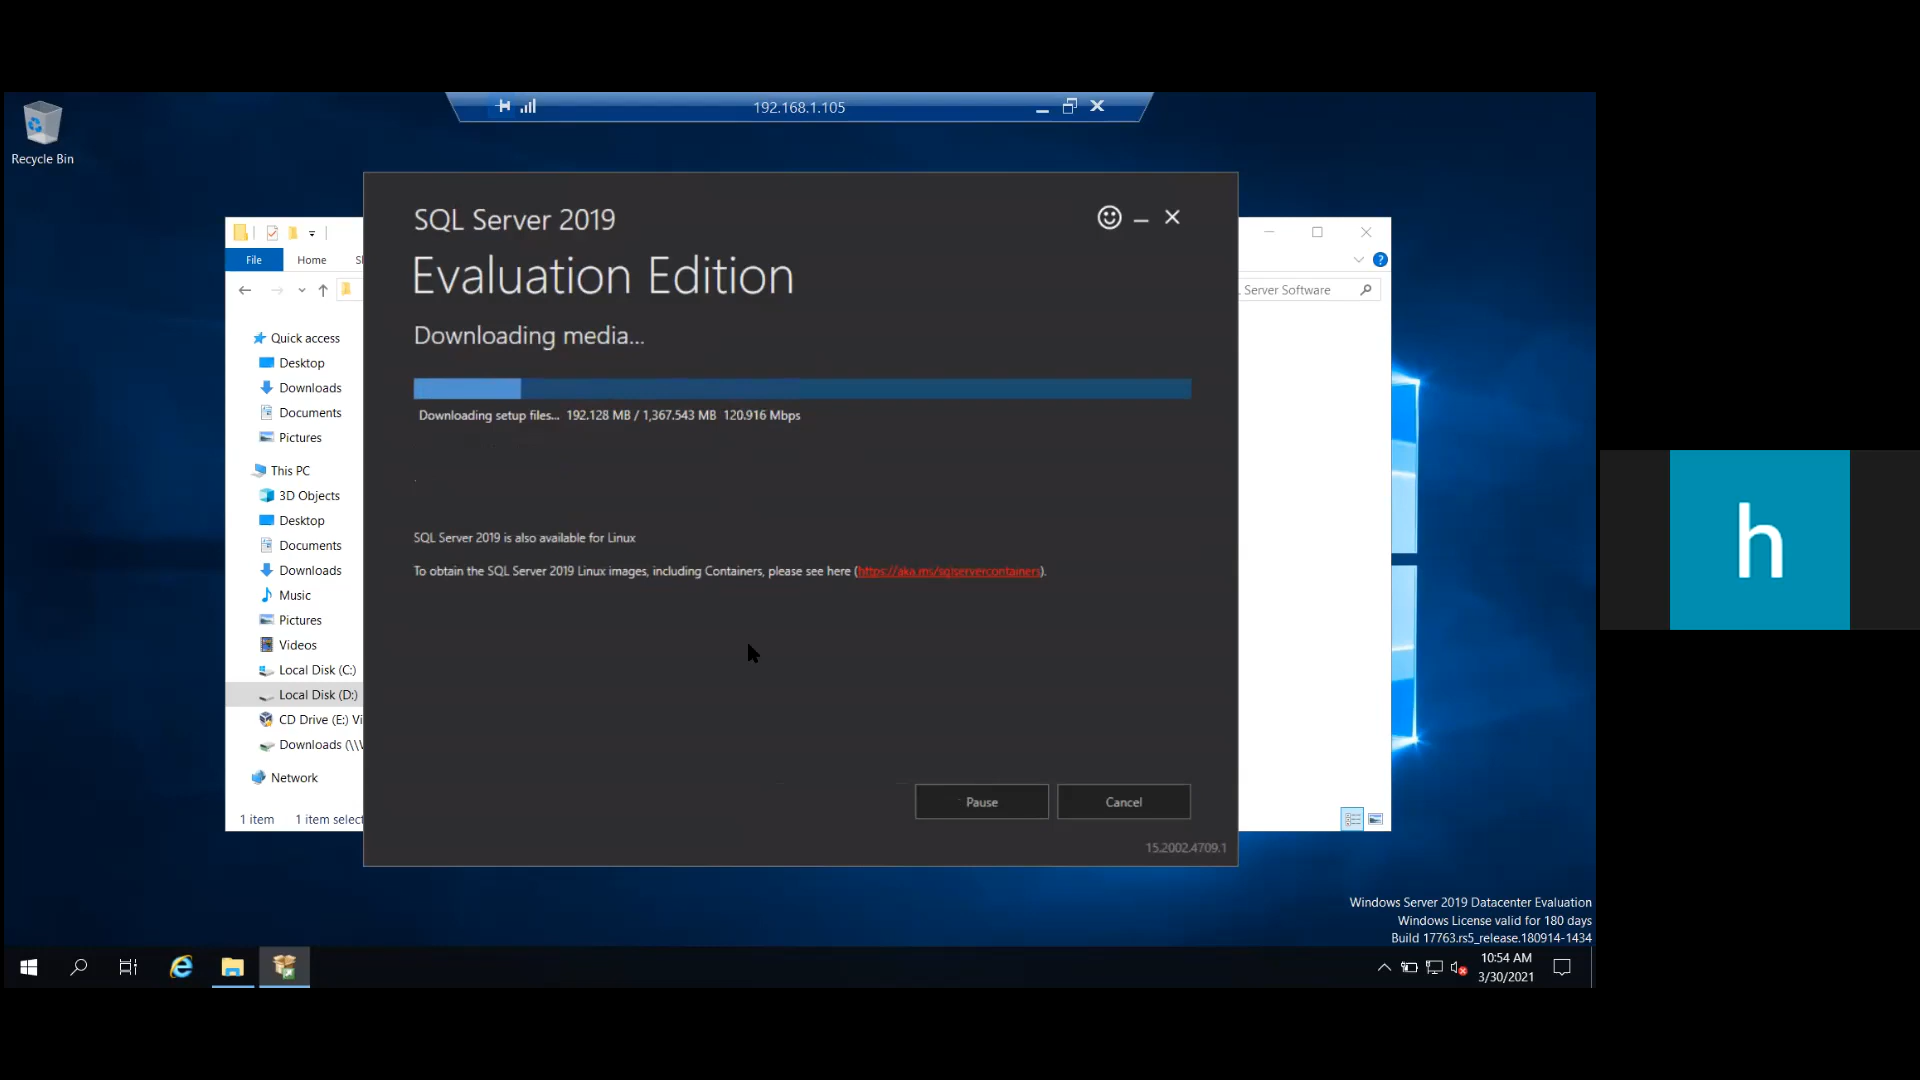 Recycle Bin
192.168.1.105
SQL Server 2019
Evaluation Edition
Downloading media...
Downloading setup files... 192.128 MB / 1,367.543 MB 120.916 Mbps
SQL Server 2019 is also available for Linux
To obtain the SQL Server 2019 Linux images, including Containers, please see here (https://aka.ms/sqlservercontainers).
Pause
Cancel
15.2002.4709.1
File
Home
Server Software
Quick access
Desktop
Downloads
Documents
Pictures
This PC
3D Objects
Desktop
Documents
Downloads
Music
Pictures
Videos
Local Disk (C:)
Local Disk (D:)
CD Drive (E:) Vi
Downloads (\\V
Network
1 item 1 item select
h
Windows Server 2019 Datacenter Evaluation
Windows License valid for 180 days
Build 17763.rs5_release.180914-1434
10:54 AM
3/30/2021